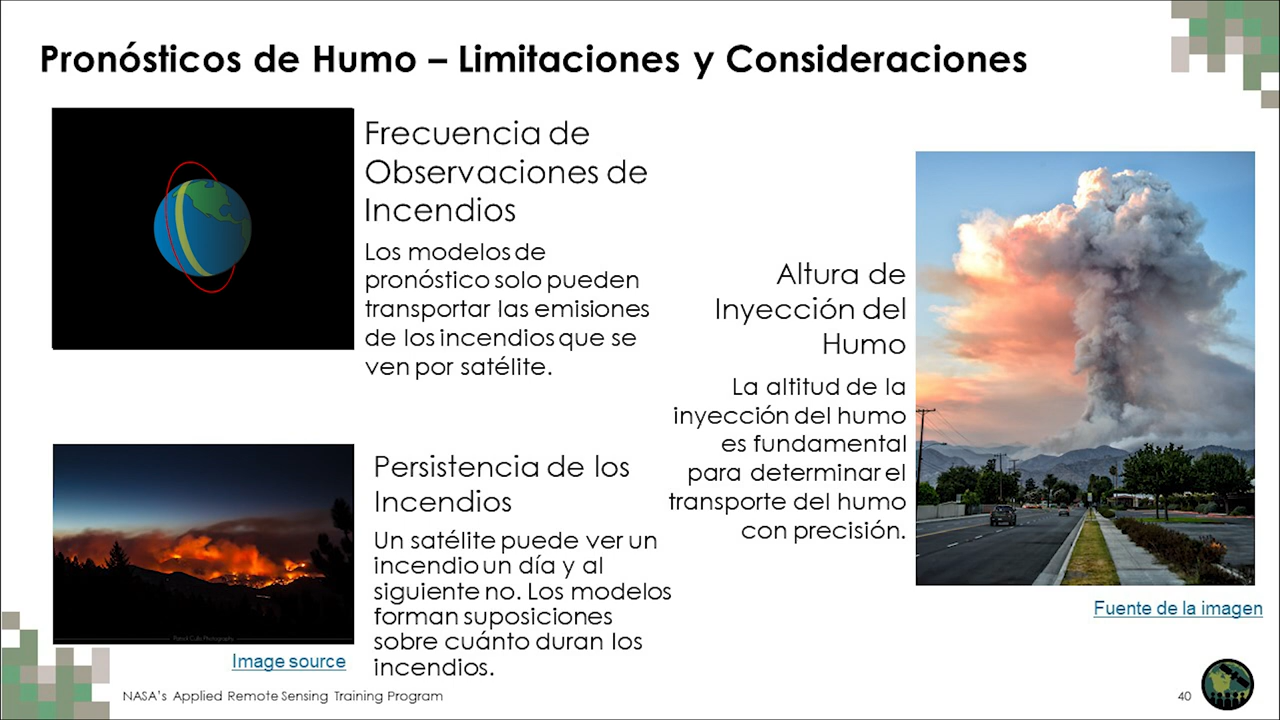 Pronósticos de Humo – Limitaciones y Consideraciones
Frecuencia de
Observaciones de
Incendios
Los modelos de
pronóstico solo pueden
transportar las emisiones
de los incendios que se
ven por satélite.
Altura de
Inyección del
Humo
La altitud de la
inyección del humo
es fundamental
para determinar el
transporte del humo
con precisión.
Fuente de la imagen
Persistencia de los
Incendios
Un satélite puede ver un
incendio un día y al
siguiente no. Los modelos
forman suposiciones
sobre cuánto duran los
incendios.
Image source
NASA's Applied Remote Sensing Training Program
40